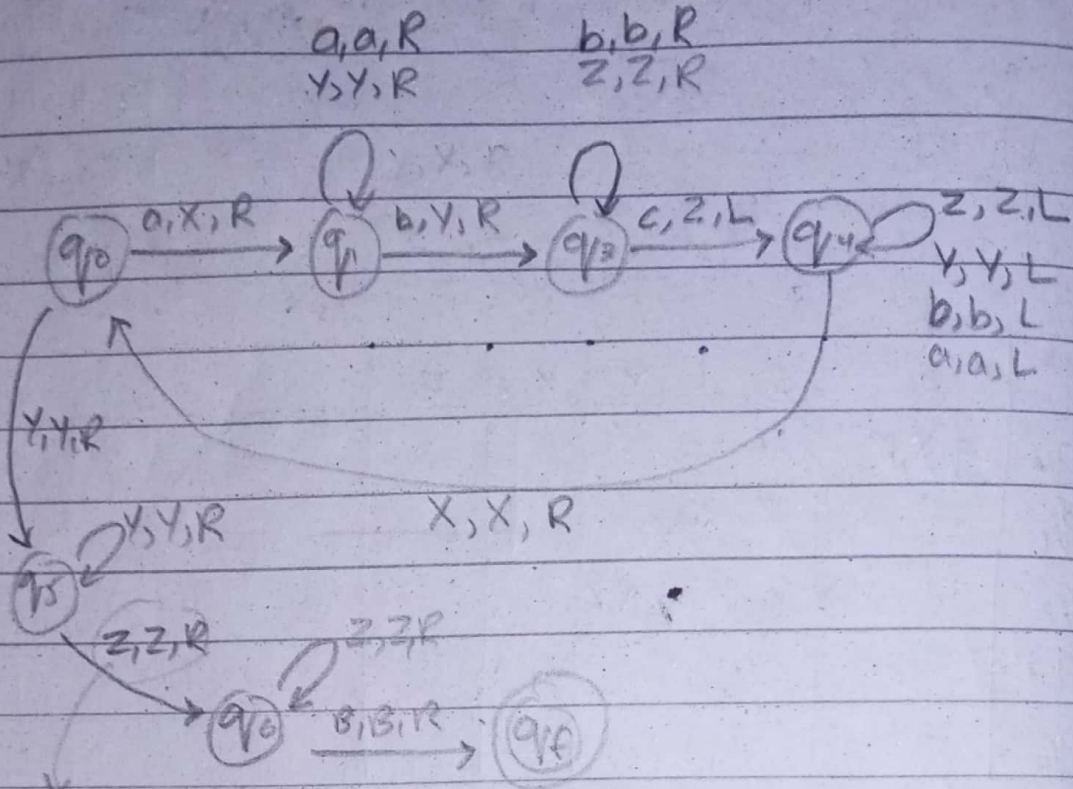 a,a,R b,b,R
Y,Y,R Z,Z,R
q0 a,X,R q1 b,Y,R q3 c,Z,L q4 Z,Z,L
Y,Y,L
b,b,L
a,a,L
Y,Y,R
X,X,R
Y,Y,R
q5
Z,Z,R Z,Z,R
q6 B,B,R qf